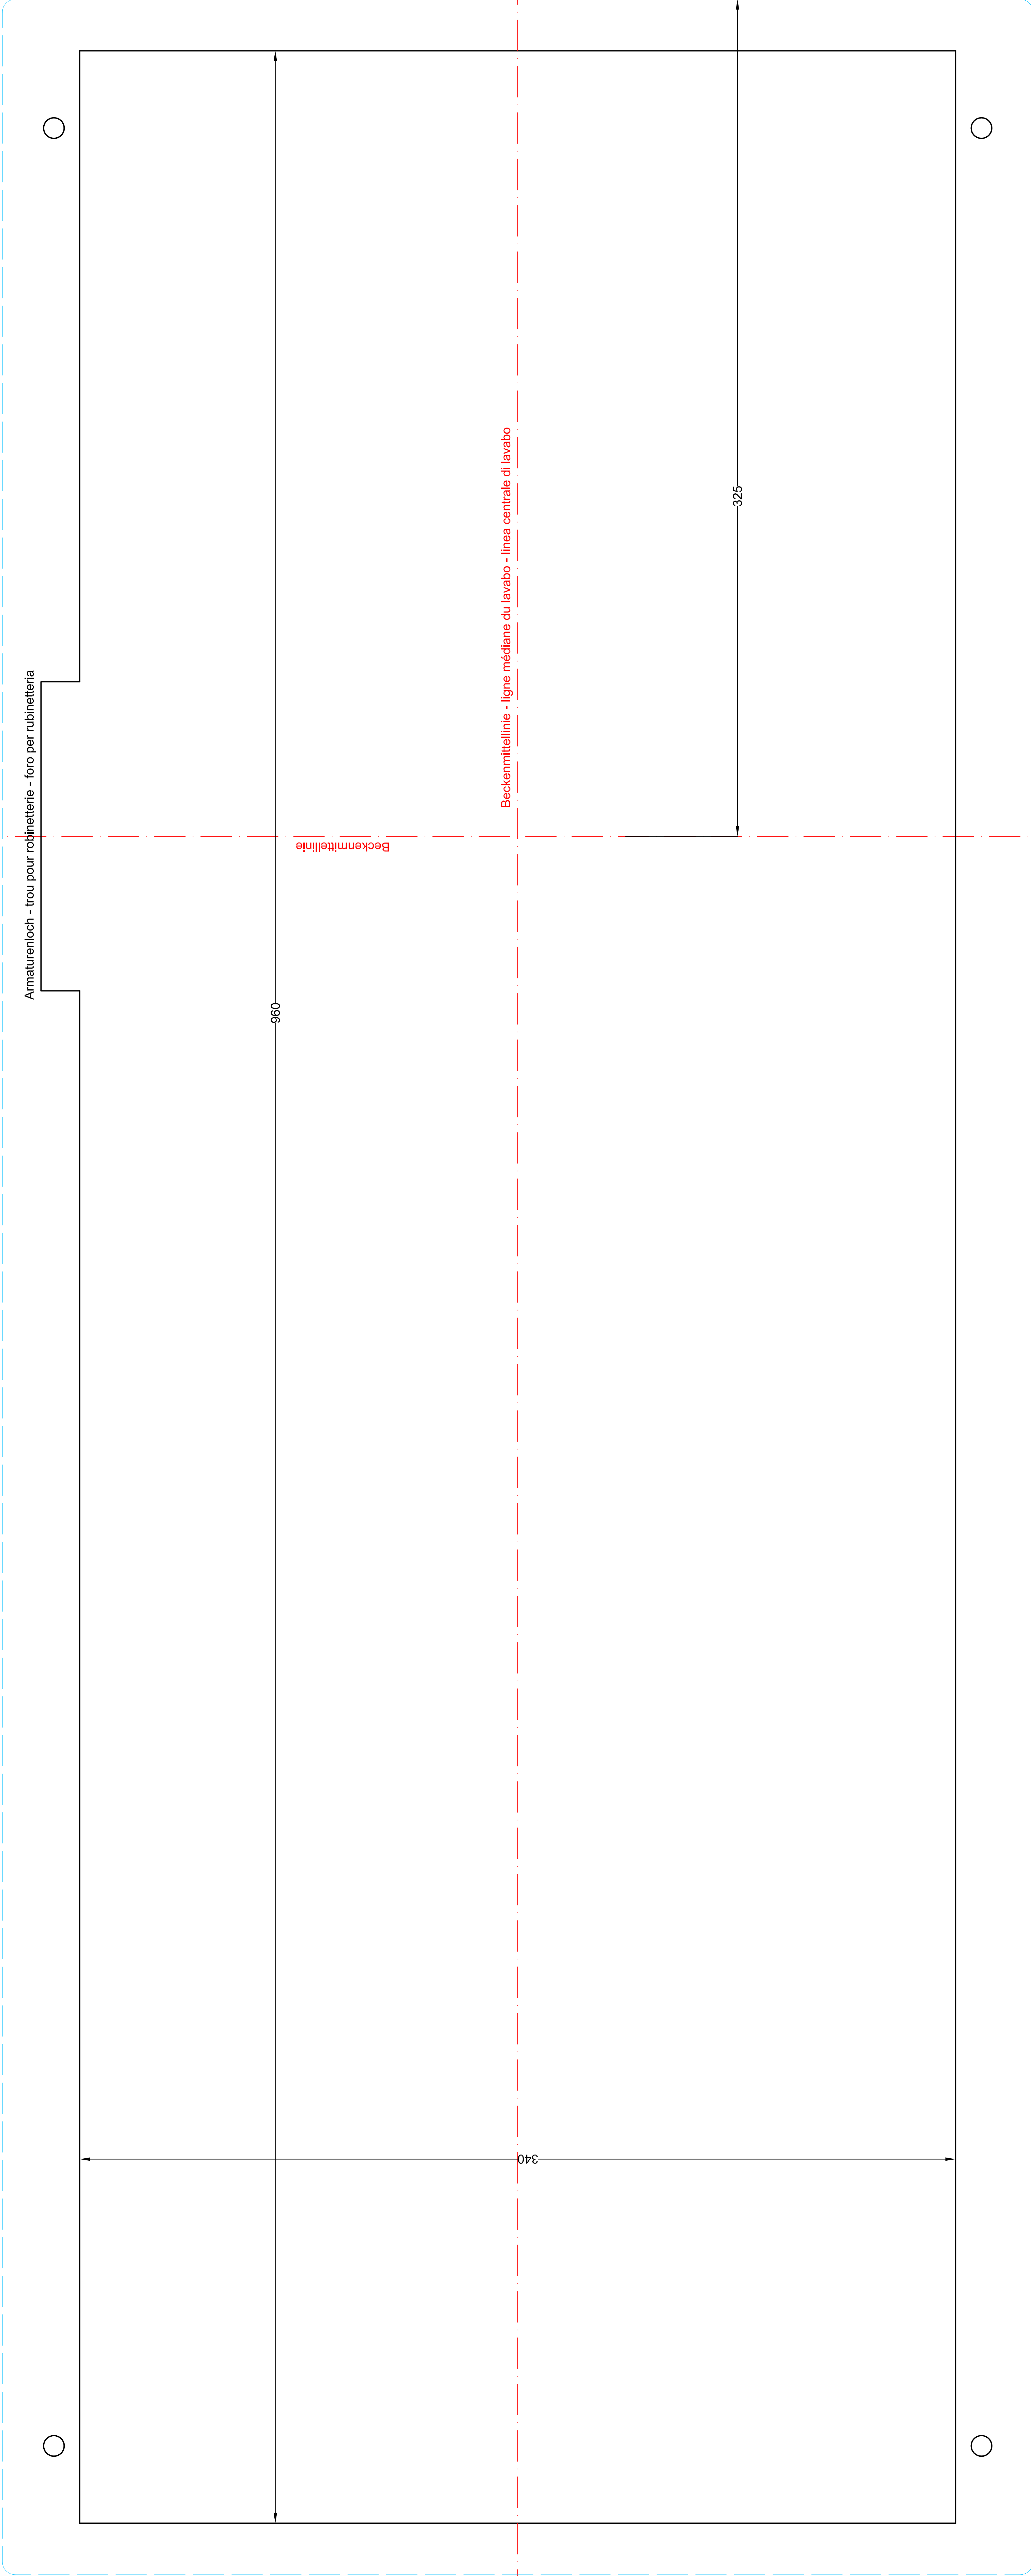 325
Beckenmittellinie - ligne médiane du lavabo - linea centrale di lavabo
Armaturenloch - trou pour robinetterie - foro per rubinetteria
Beckenmittellinie
960
340